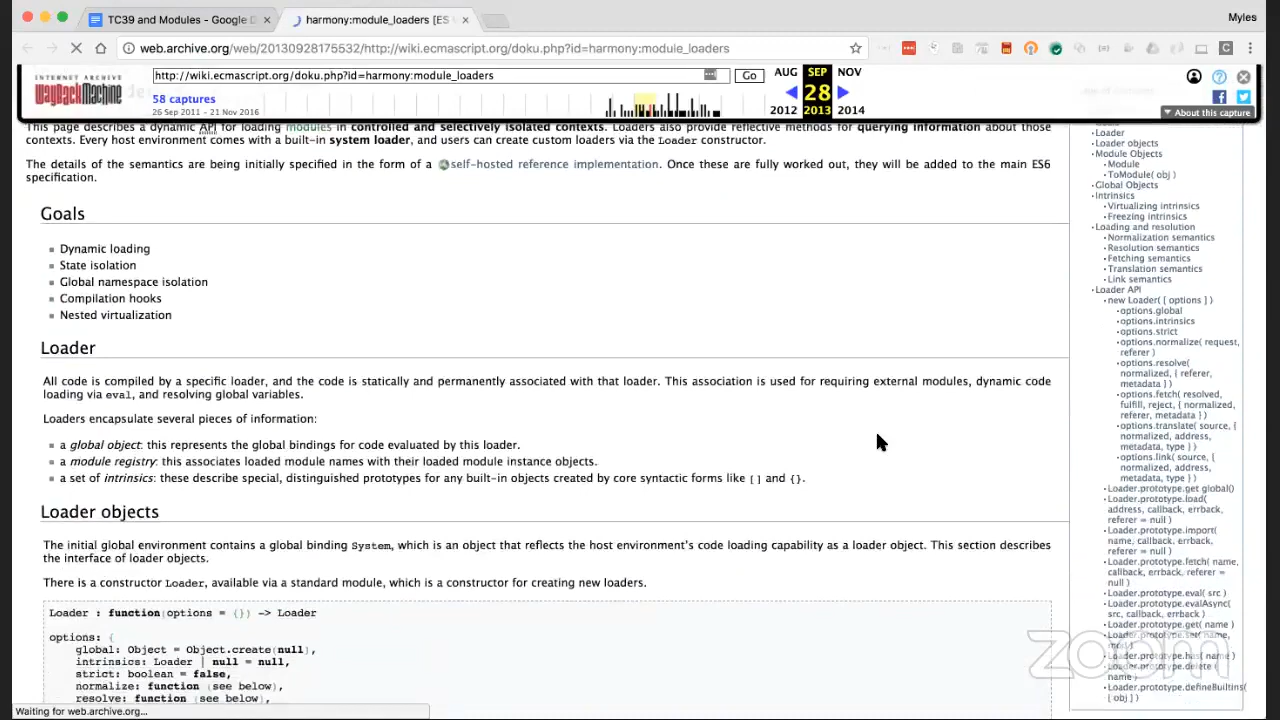 TC39 and Modules - Google D
harmony:module_loaders [ES w
Myles
web.archive.org/web/20130928175532/http://wiki.ecmascript.org/doku.php?id=harmony:module_loaders
INTERNET ARCHIVE
WayBackMachine
http://wiki.ecmascript.org/doku.php?id=harmony:module_loaders
Go
AUG SEP NOV
58 captures
28
26 Sep 2011 - 21 Nov 2016
2012 2013 2014
About this capture
This page describes a dynamic API for loading modules in controlled and selectively isolated contexts. Loaders also provide reflective methods for querying information about those
contexts. Every host environment comes with a built-in system loader, and users can create custom loaders via the Loader constructor.
The details of the semantics are being initially specified in the form of a self-hosted reference implementation. Once these are fully worked out, they will be added to the main ES6
specification.
Goals
Dynamic loading
State isolation
Global namespace isolation
Compilation hooks
Nested virtualization
Loader
All code is compiled by a specific loader, and the code is statically and permanently associated with that loader. This association is used for requiring external modules, dynamic code
loading via eval, and resolving global variables.
Loaders encapsulate several pieces of information:
a global object: this represents the global bindings for code evaluated by this loader.
a module registry: this associates loaded module names with their loaded module instance objects.
a set of intrinsics: these describe special, distinguished prototypes for any built-in objects created by core syntactic forms like [] and {}.
Loader objects
The initial global environment contains a global binding System, which is an object that reflects the host environment's code loading capability as a loader object. This section describes
the interface of loader objects.
There is a constructor Loader, available via a standard module, which is a constructor for creating new loaders.
Loader : function(options = {}) -> Loader
options: {
global: Object = Object.create(null),
intrinsics: Loader | null = null,
strict: boolean = false,
normalize: function (see below),
resolve: function (see below),
Loader
Loader objects
Module Objects
Module
ToModule( obj )
Global Objects
Intrinsics
Virtualizing intrinsics
Freezing intrinsics
Loading and resolution
Normalization semantics
Resolution semantics
Fetching semantics
Translation semantics
Link semantics
Loader API
new Loader( [ options ] )
options.global
options.intrinsics
options.strict
options.normalize( request,
referer )
options.resolve(
normalized, { referer,
metadata } )
options.fetch( resolved,
fulfill, reject, { normalized,
referer, metadata } )
options.translate( source, {
normalized, address,
metadata, type } )
options.link( source, {
normalized, address,
metadata, type } )
Loader.prototype.get global()
Loader.prototype.load(
address, callback, errback,
referer = null )
Loader.prototype.import(
name, callback, errback,
referer = null )
Loader.prototype.fetch( name,
callback, errback, referer =
null )
Loader.prototype.eval( src )
Loader.prototype.evalAsync(
src, callback, errback )
Loader.prototype.get( name )
Loader.prototype.set( name,
mod )
Loader.prototype.has( name )
Loader.prototype.delete(
name )
Loader.prototype.defineBuiltins(
[ obj ] )
zoom
Waiting for web.archive.org...